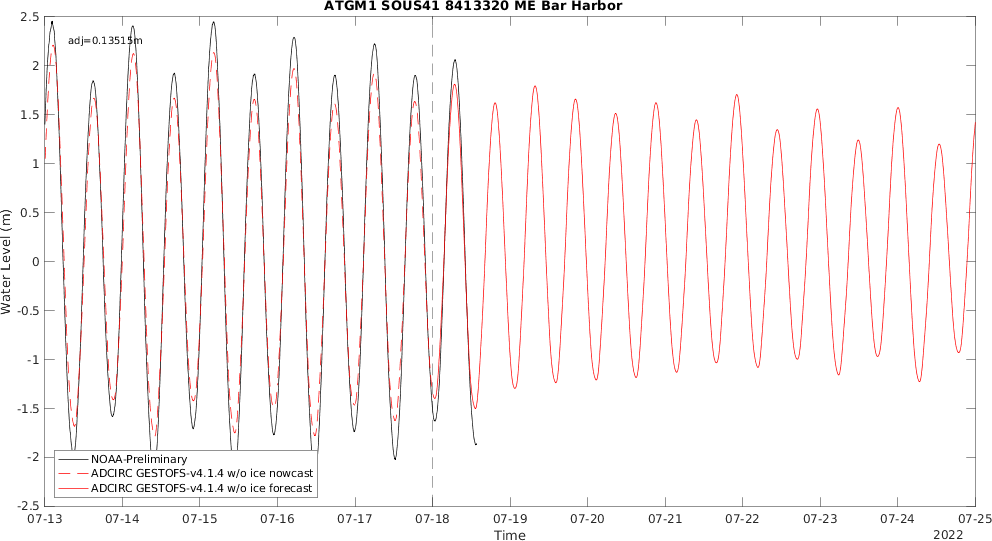 ATGM1 SOUS41 8413320 ME Bar Harbor
adj=0.13515m
Water Level (m)
2.5
2
1.5
1
0.5
0
-0.5
-1
-1.5
-2
-2.5
NOAA-Preliminary
ADCIRC GESTOFS-v4.1.4 w/o ice nowcast
ADCIRC GESTOFS-v4.1.4 w/o ice forecast
07-13 07-14 07-15 07-16 07-17 07-18 07-19 07-20 07-21 07-22 07-23 07-24 07-25
Time
2022